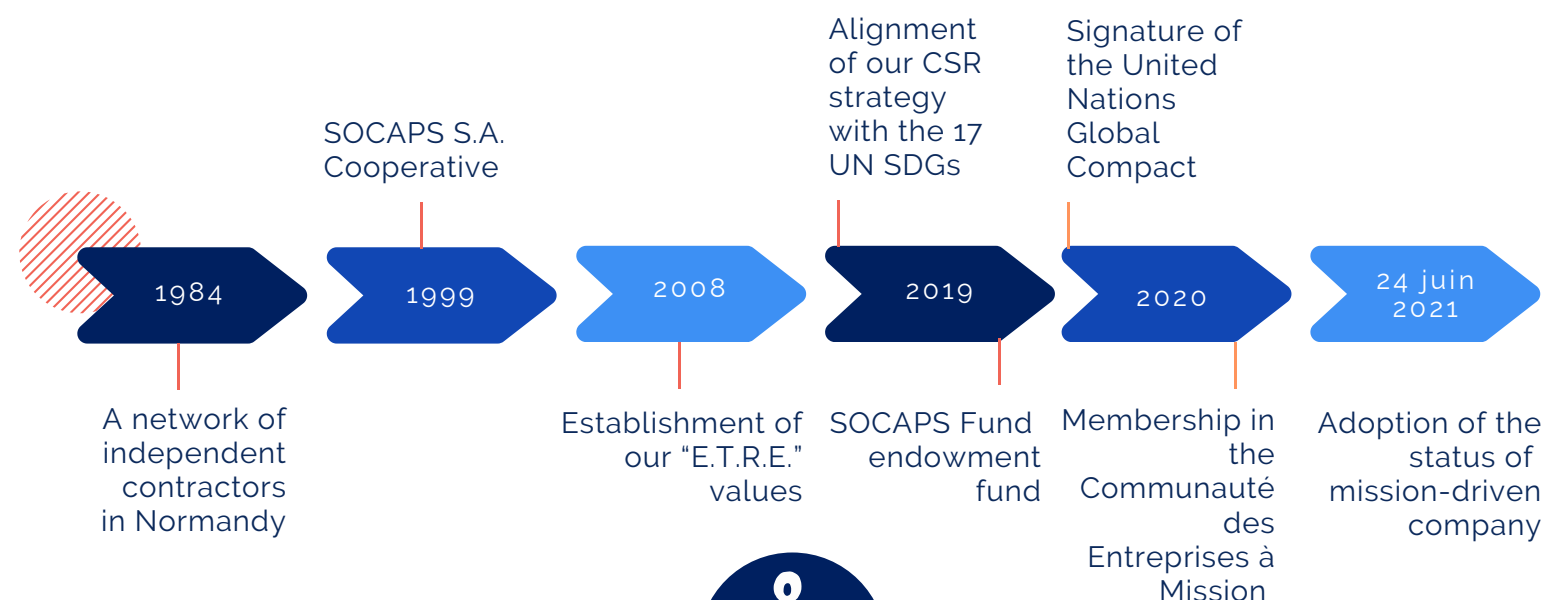 Alignment
of our CSR
strategy
with the 17
UN SDGs
Signature of
the United
Nations
Global
Compact
SOCAPS S.A.
Cooperative
1984
1999
2008
2019
2020
24 juin
2021
A network of
independent
contractors
in Normandy
Establishment of
our “E.T.R.E.”
values
SOCAPS Fund
endowment
fund
Membership in
the
Communauté
des
Entreprises à
Mission
Adoption of the
status of
mission-driven
company